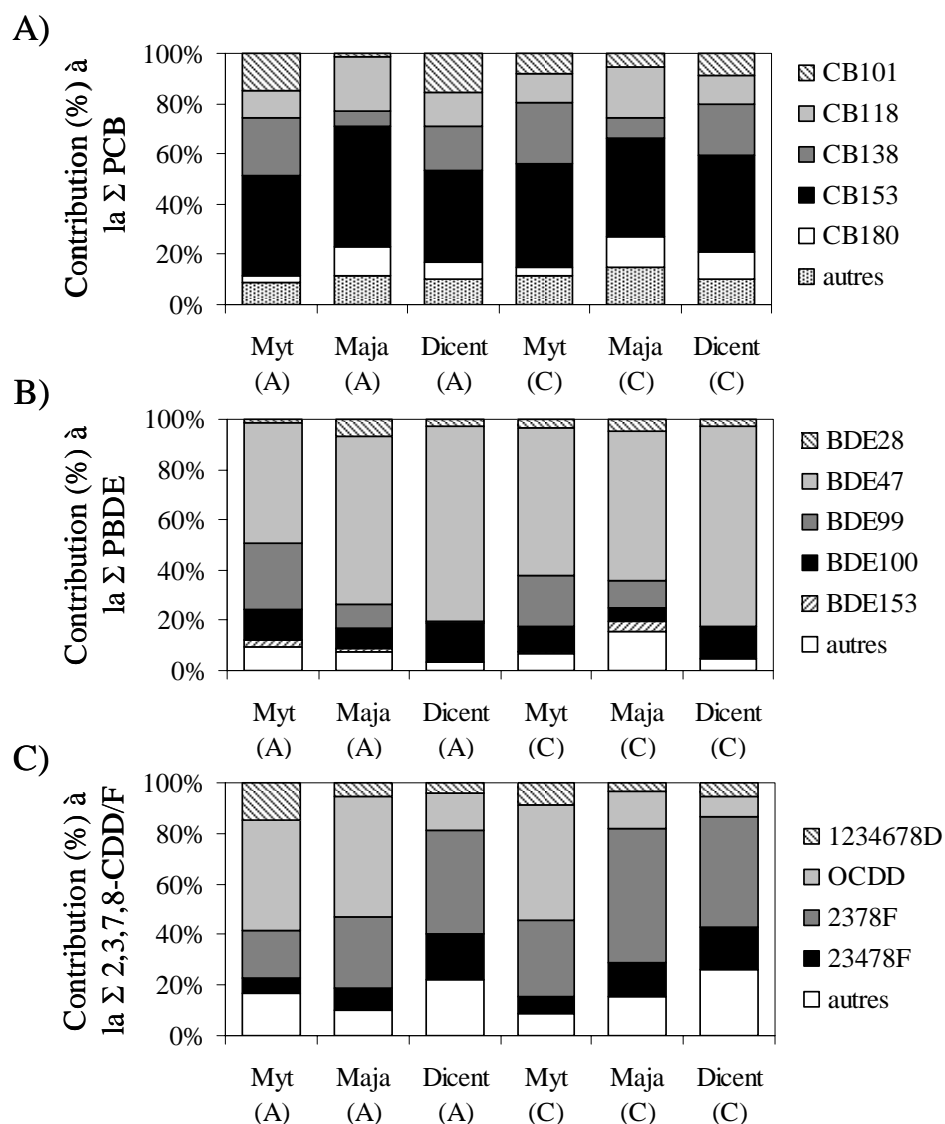 A)
Contribution (%) à
la Σ PCB
100%
80%
60%
40%
20%
0%
Myt Maja Dicent Myt Maja Dicent
(A) (A) (A) (C) (C) (C)
CB101
CB118
CB138
CB153
CB180
autres
B)
Contribution (%) à
la Σ PBDE
100%
80%
60%
40%
20%
0%
Myt Maja Dicent Myt Maja Dicent
(A) (A) (A) (C) (C) (C)
BDE28
BDE47
BDE99
BDE100
BDE153
autres
C)
Contribution (%) à
la Σ 2,3,7,8-CDD/F
100%
80%
60%
40%
20%
0%
Myt Maja Dicent Myt Maja Dicent
(A) (A) (A) (C) (C) (C)
1234678D
OCDD
2378F
23478F
autres